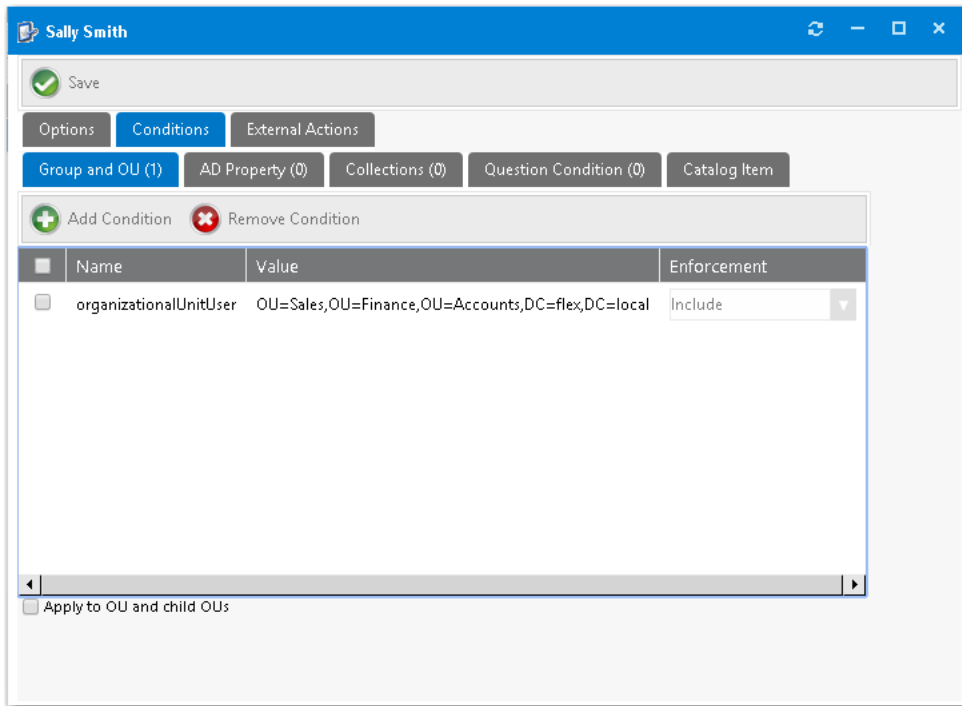 Sally Smith
Save
Options Conditions External Actions
Group and OU (1) AD Property (0) Collections (0) Question Condition (0) Catalog Item
Add Condition Remove Condition
Name Value Enforcement
organizationalUnitUser OU=Sales,OU=Finance,OU=Accounts,DC=flex,DC=local Include
Apply to OU and child OUs